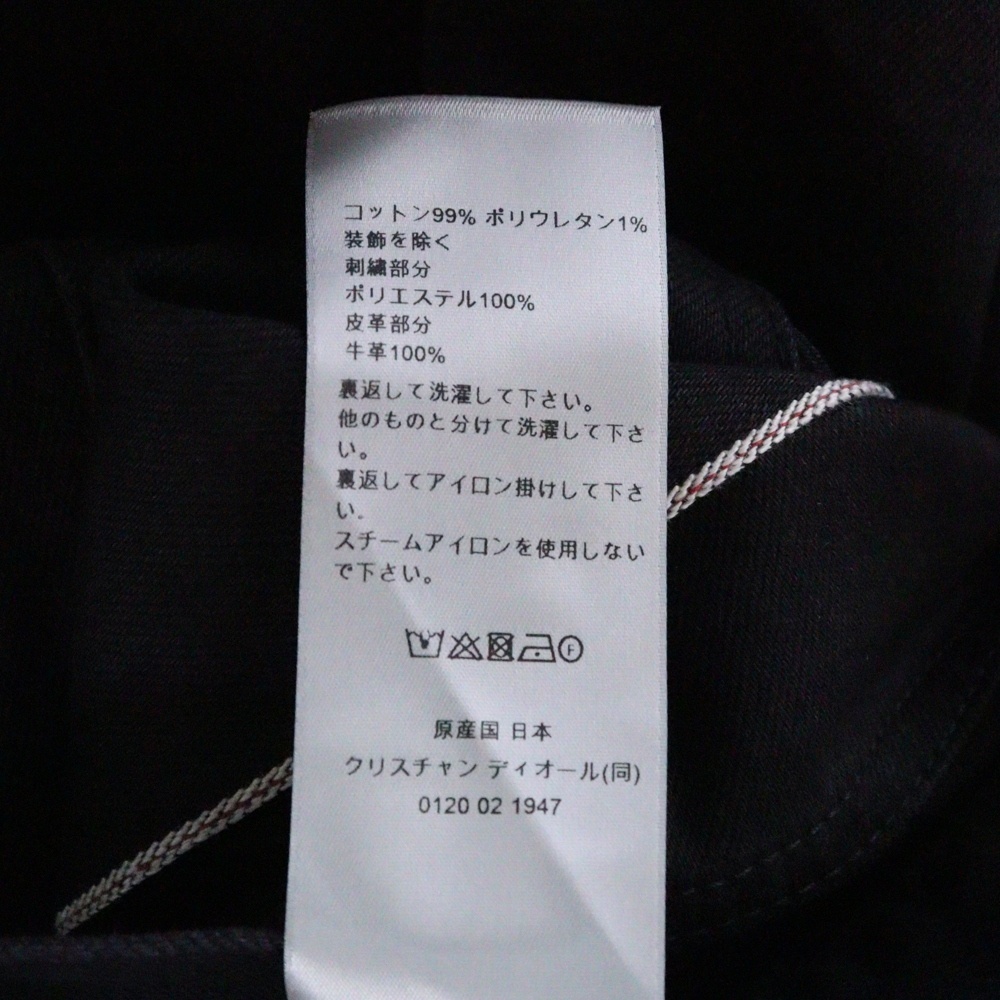 コットン99% ポリウレタン1%
装飾を除く
刺繍部分
ポリエステル100%
皮革部分
牛革100%
裏返して洗濯して下さい。
他のものと分けて洗濯して下さ
い。
裏返してアイロン掛けして下さ
い。
スチームアイロンを使用しない
で下さい。
F
原産国 日本
クリスチャン ディオール(同)
0120 02 1947